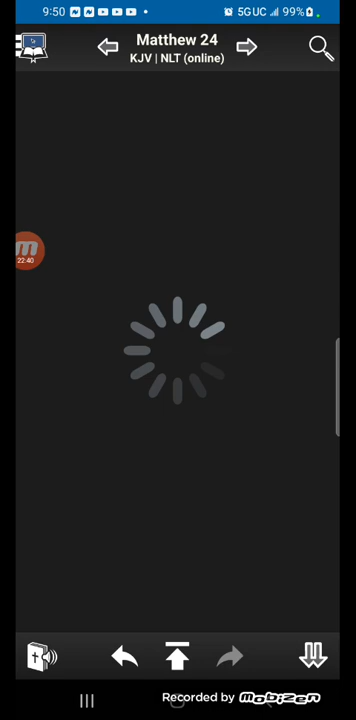 9:50 5GUC 99%
Matthew 24
KJV | NLT (online)
22:40
Recorded by mobizen